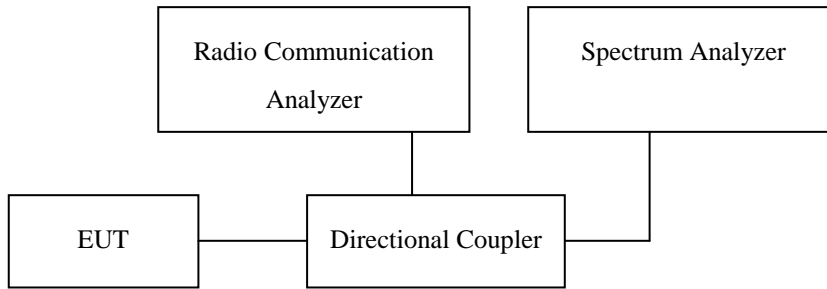 Radio Communication
Analyzer
Spectrum Analyzer
EUT
Directional Coupler